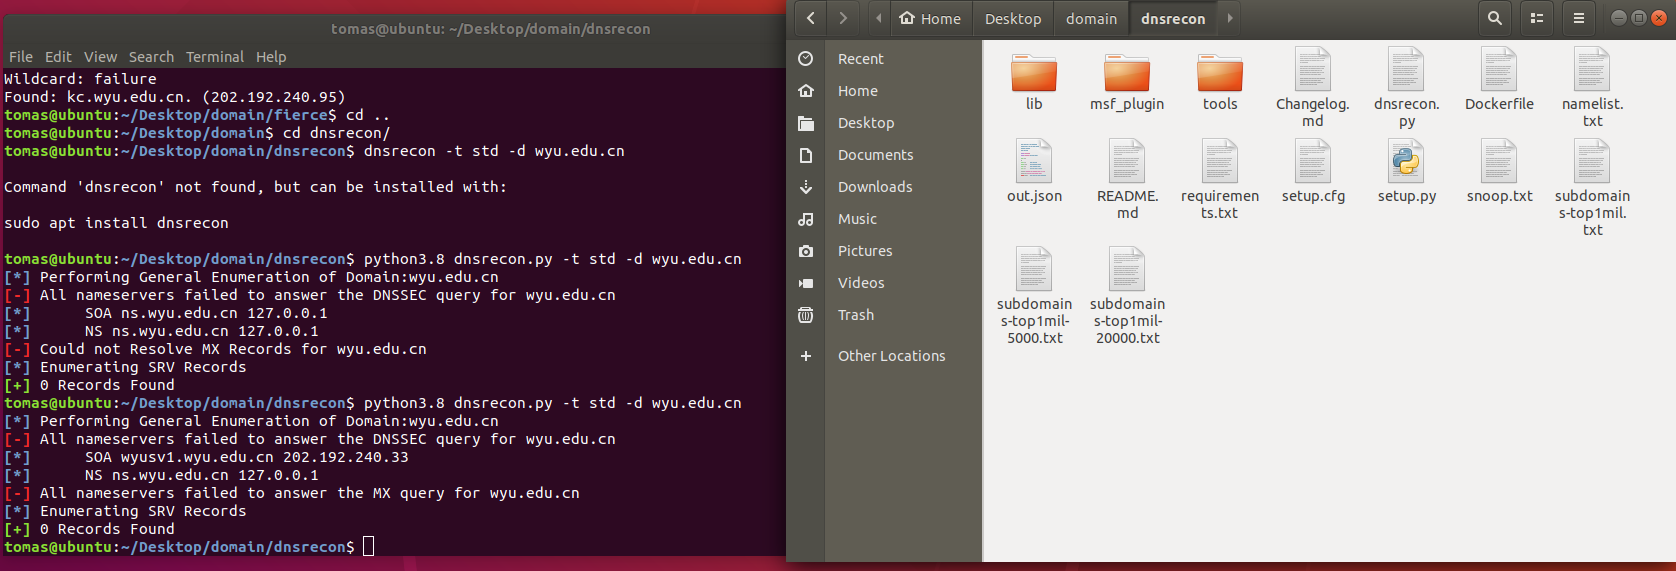 tomas@ubuntu: ~/Desktop/domain/dnsrecon
File Edit View Search Terminal Help
Wildcard: failure
Found: kc.wyu.edu.cn. (202.192.240.95)
tomas@ubuntu:~/Desktop/domain/fierce$ cd ..
tomas@ubuntu:~/Desktop/domain$ cd dnsrecon/
tomas@ubuntu:~/Desktop/domain/dnsrecon$ dnsrecon -t std -d wyu.edu.cn
Command 'dnsrecon' not found, but can be installed with:
sudo apt install dnsrecon
tomas@ubuntu:~/Desktop/domain/dnsrecon$ python3.8 dnsrecon.py -t std -d wyu.edu.cn
[*] Performing General Enumeration of Domain:wyu.edu.cn
[-] All nameservers failed to answer the DNSSEC query for wyu.edu.cn
[*] SOA ns.wyu.edu.cn 127.0.0.1
[*] NS ns.wyu.edu.cn 127.0.0.1
[-] Could not Resolve MX Records for wyu.edu.cn
[*] Enumerating SRV Records
[+] 0 Records Found
tomas@ubuntu:~/Desktop/domain/dnsrecon$ python3.8 dnsrecon.py -t std -d wyu.edu.cn
[*] Performing General Enumeration of Domain:wyu.edu.cn
[-] All nameservers failed to answer the DNSSEC query for wyu.edu.cn
[*] SOA wyusv1.wyu.edu.cn 202.192.240.33
[*] NS ns.wyu.edu.cn 127.0.0.1
[-] All nameservers failed to answer the MX query for wyu.edu.cn
[*] Enumerating SRV Records
[+] 0 Records Found
tomas@ubuntu:~/Desktop/domain/dnsrecon$
Home Desktop domain dnsrecon
Recent
Home
Desktop
Documents
Downloads
Music
Pictures
Videos
Trash
Other Locations
lib
msf_plugin
tools
Changelog.
md
dnsrecon.
py
Dockerfile
namelist.
txt
out.json
README.
md
requiremen
ts.txt
setup.cfg
setup.py
snoop.txt
subdomain
s-top1mil.
txt
subdomain
s-top1mil-
5000.txt
subdomain
s-top1mil-
20000.txt